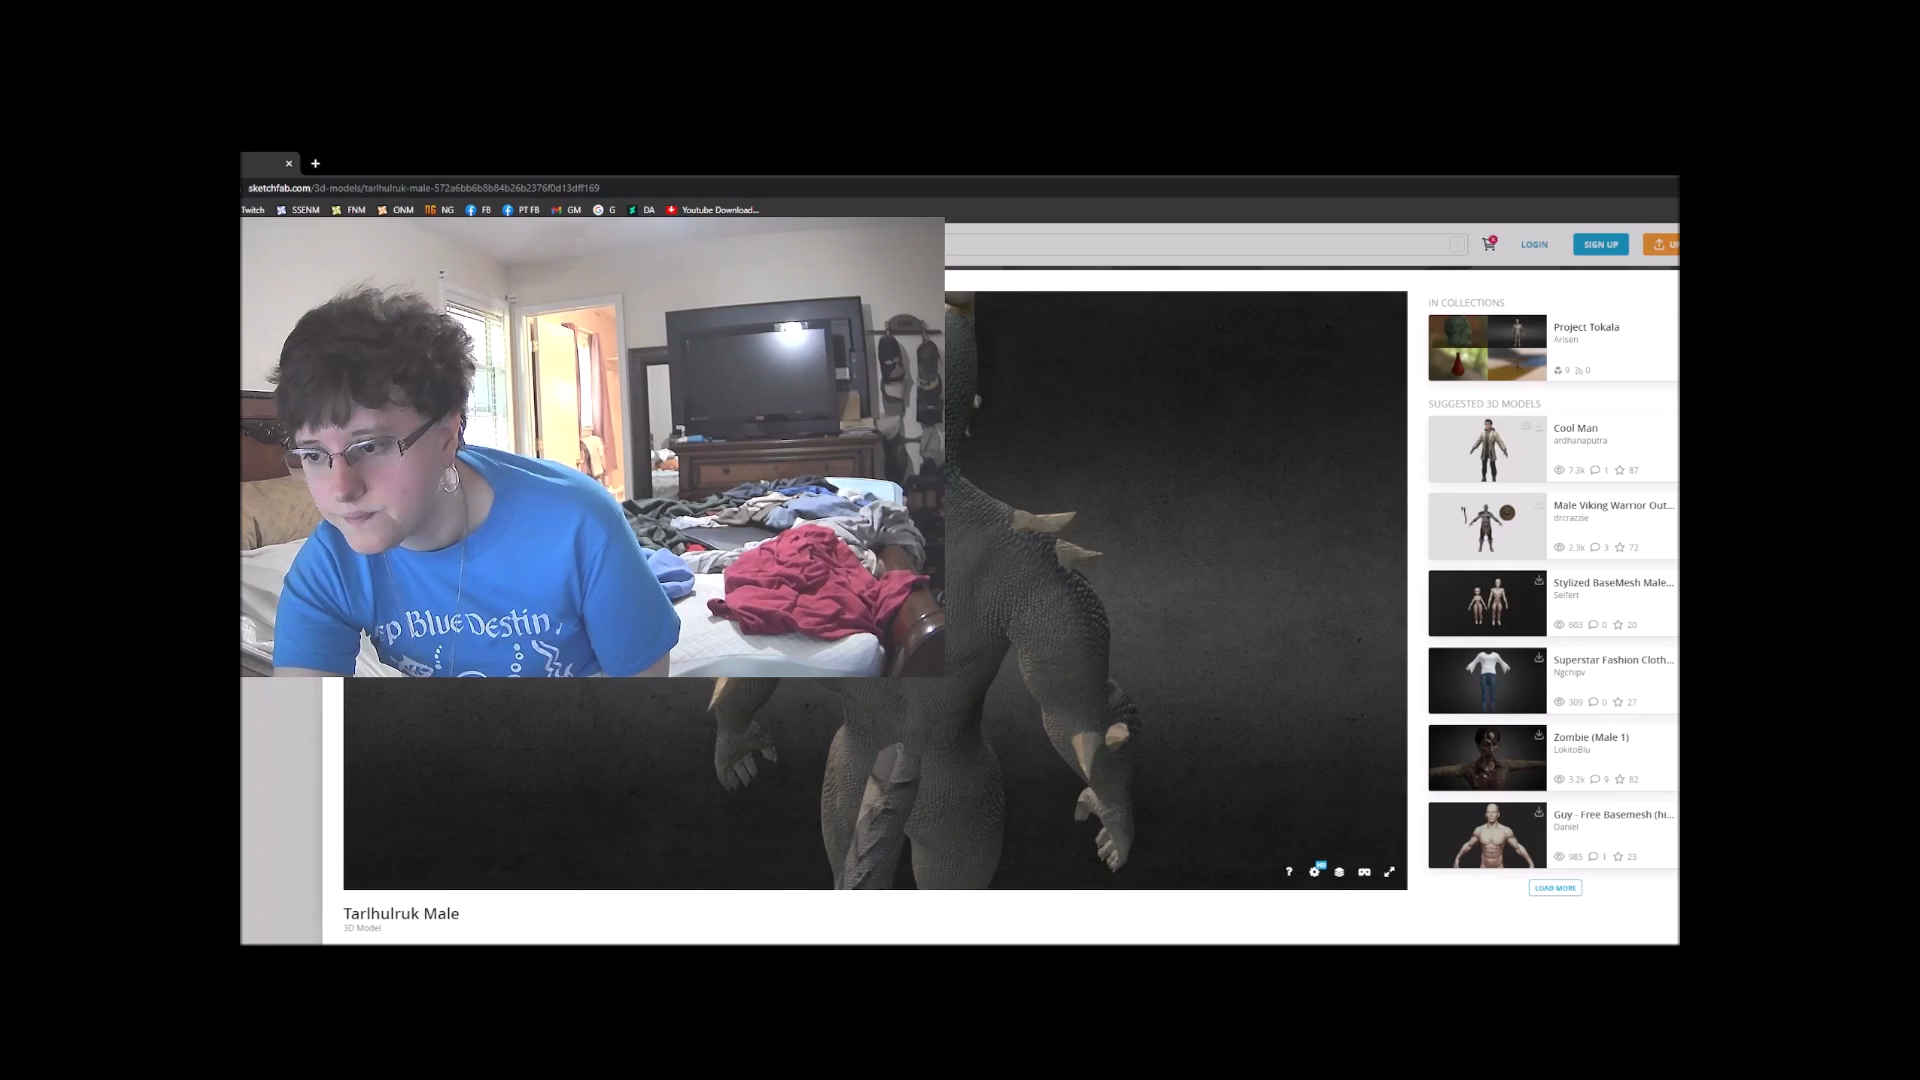 sketchfab.com/3d-models/tarlhulruk-male-572a6bb6b8b84b26b2376f0d13dff169
Twitch SSENM FNM ONM NG FB PT FB GM G DA Youtube Download...
LOGIN SIGN UP
IN COLLECTIONS
Project Tokala
Arisen
9 0
SUGGESTED 3D MODELS
Cool Man
ardhanaputra
7.3k 1 87
Male Viking Warrior Out...
drcrazzie
2.3k 3 72
Stylized BaseMesh Male...
Seifert
603 0 20
Superstar Fashion Cloth...
Ngchipv
309 0 27
Zombie (Male 1)
LokitoBlu
3.2k 9 82
Guy - Free Basemesh (hi...
Daniel
985 1 23
LOAD MORE
Blue Destin
? HD
Tarlhulruk Male
3D Model